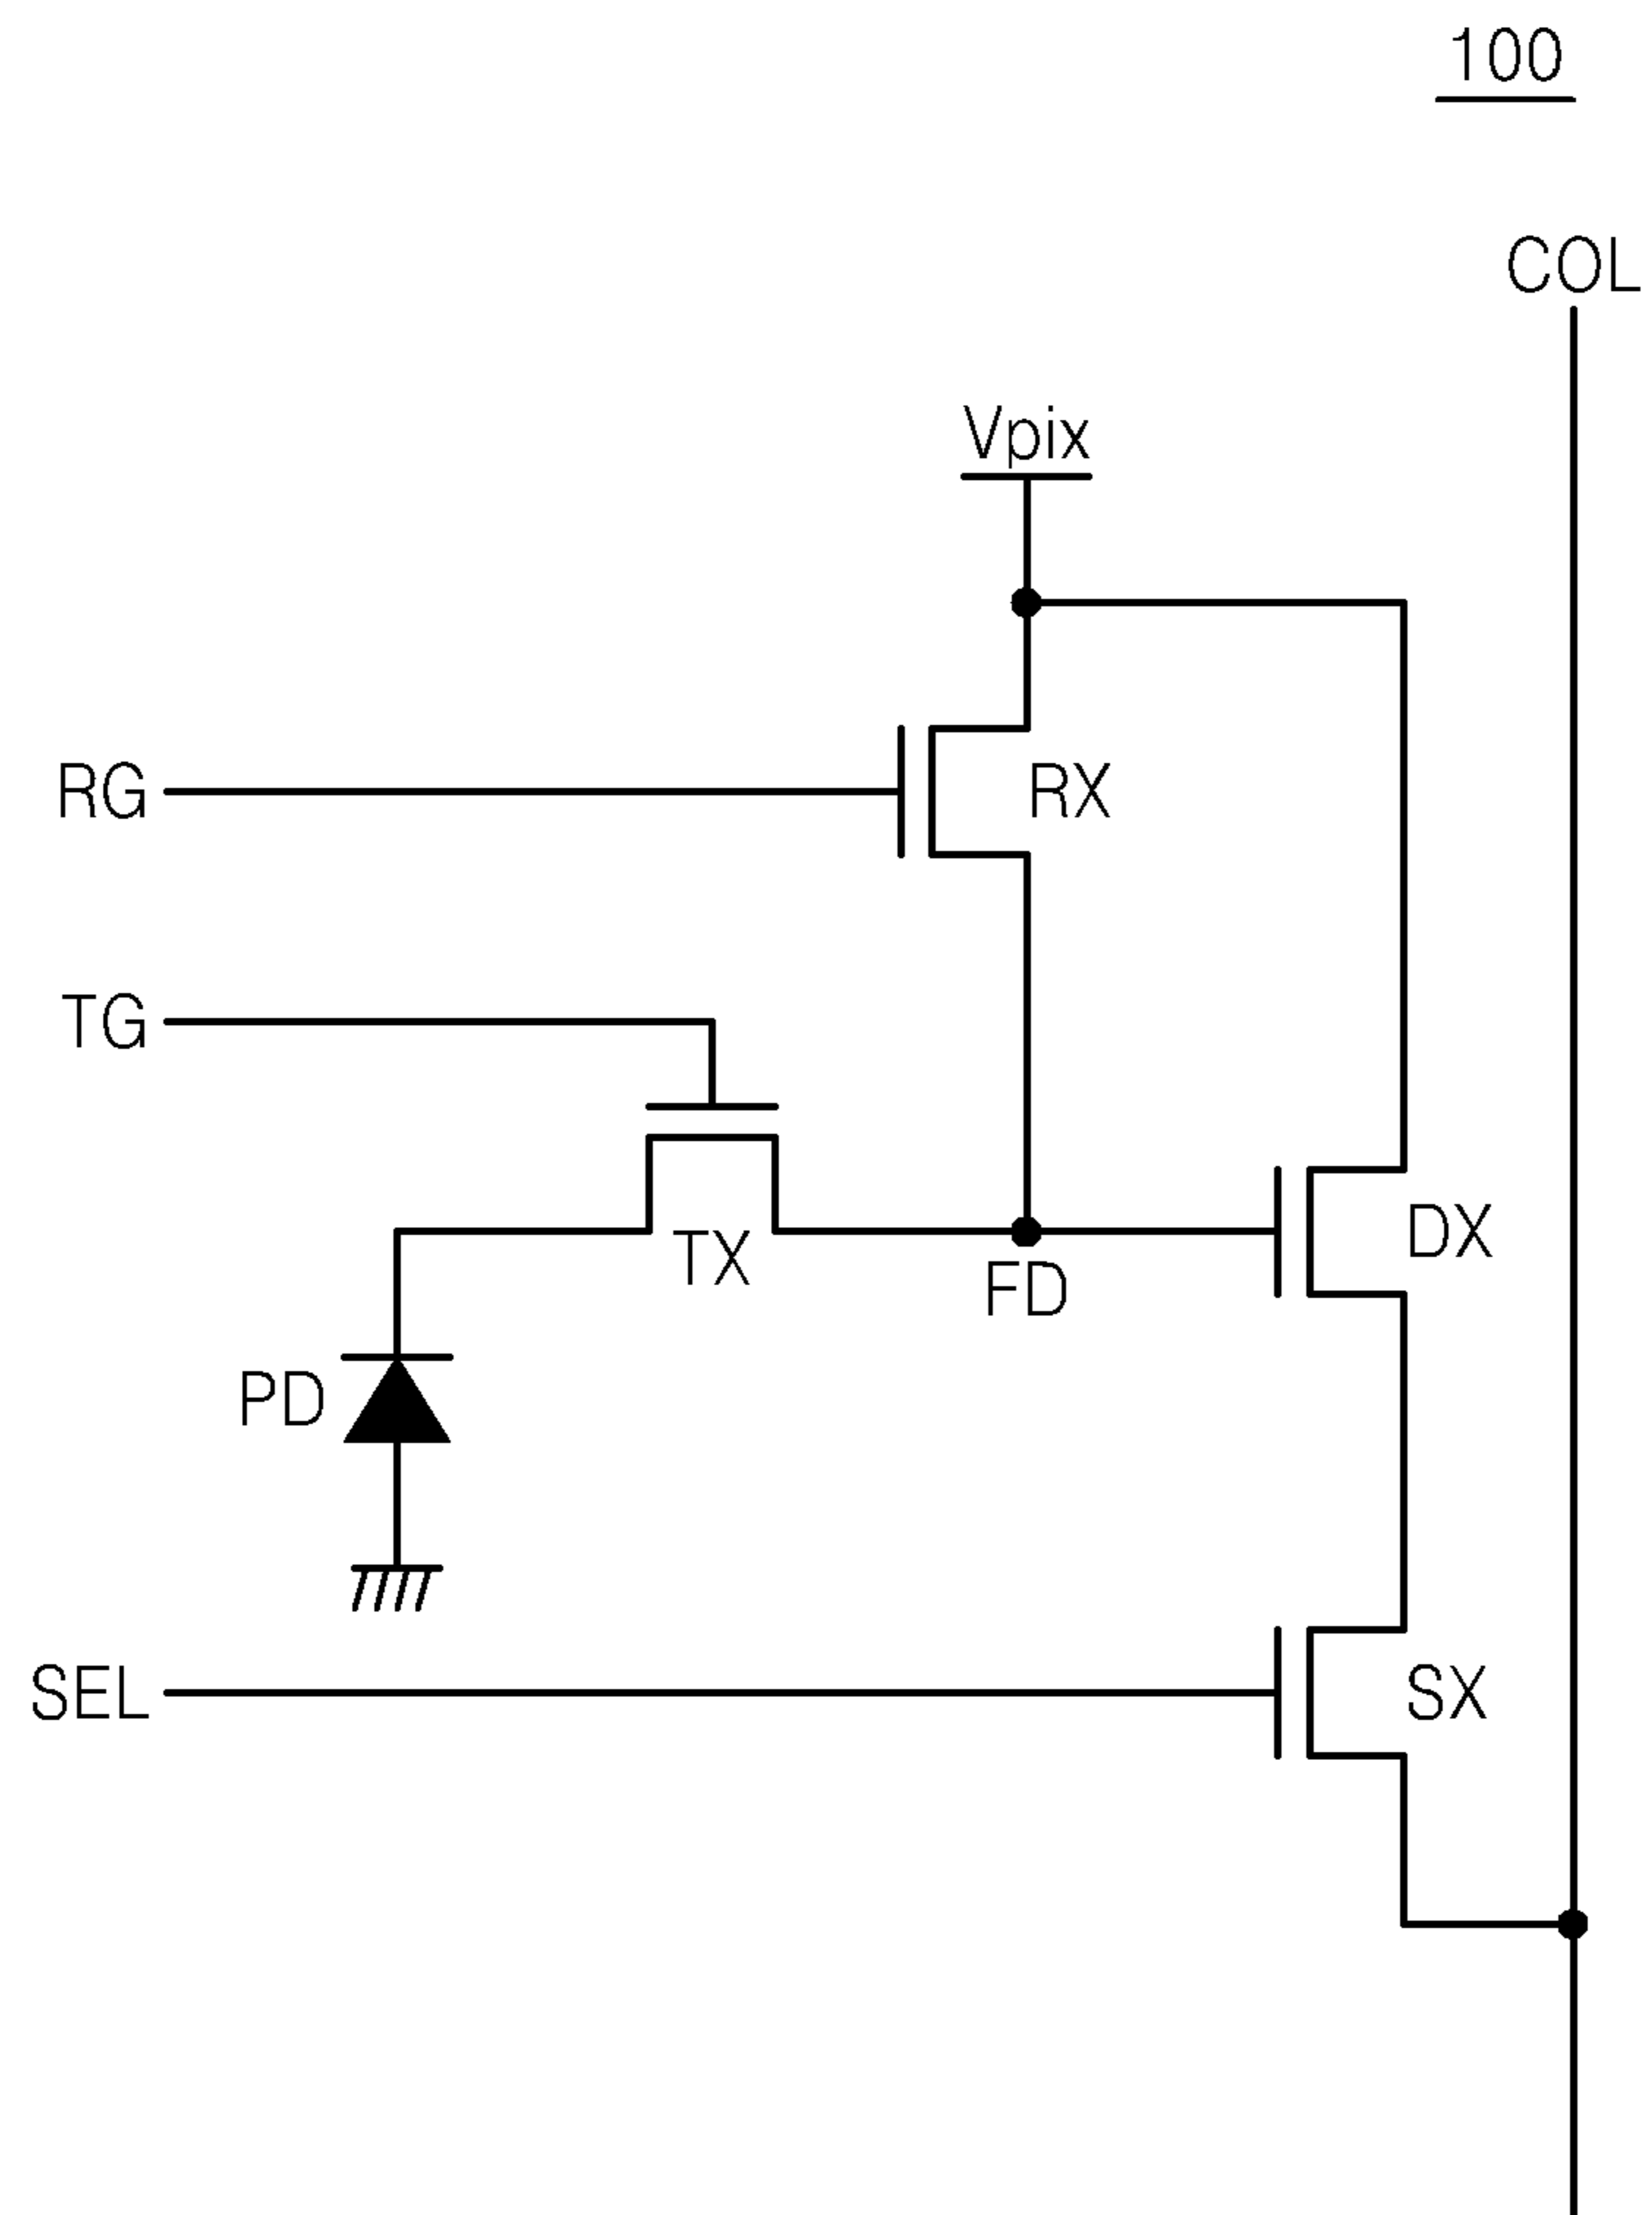 100
COL
Vpix
RG
RX
TG
DX
TX
FD
PD
SEL
SX